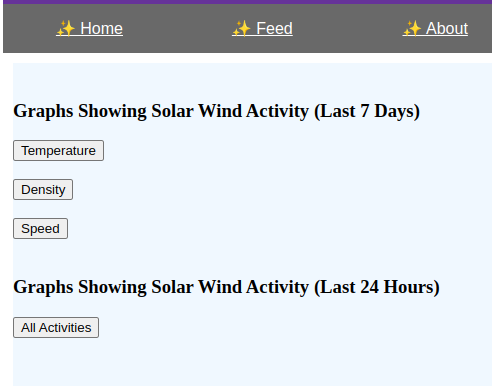 ✨ Home ✨ Feed ✨ About
Graphs Showing Solar Wind Activity (Last 7 Days)
Temperature
Density
Speed
Graphs Showing Solar Wind Activity (Last 24 Hours)
All Activities